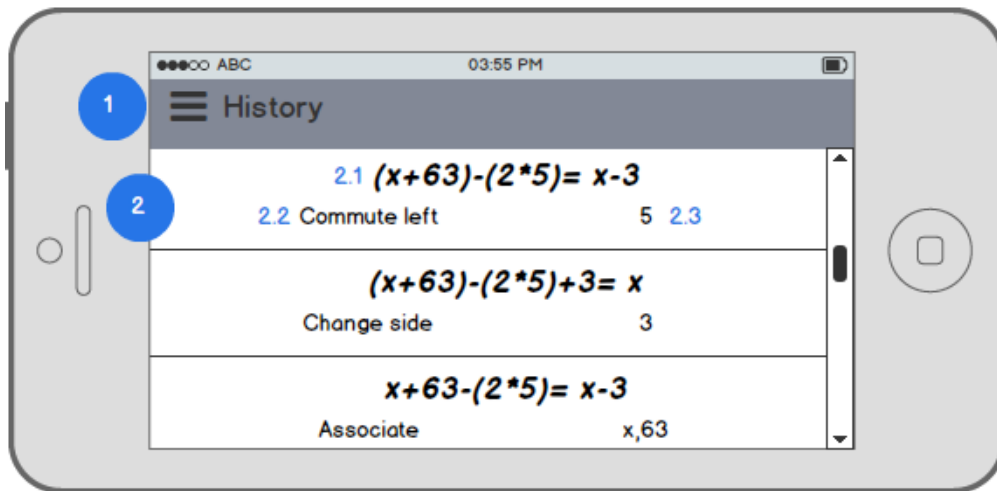 ABC 03:55 PM
1 History
2.1 (x+63)-(2*5)= x-3
2
2.2 Commute left 5 2.3
(x+63)-(2*5)+3= x
Change side 3
x+63-(2*5)= x-3
Associate x,63